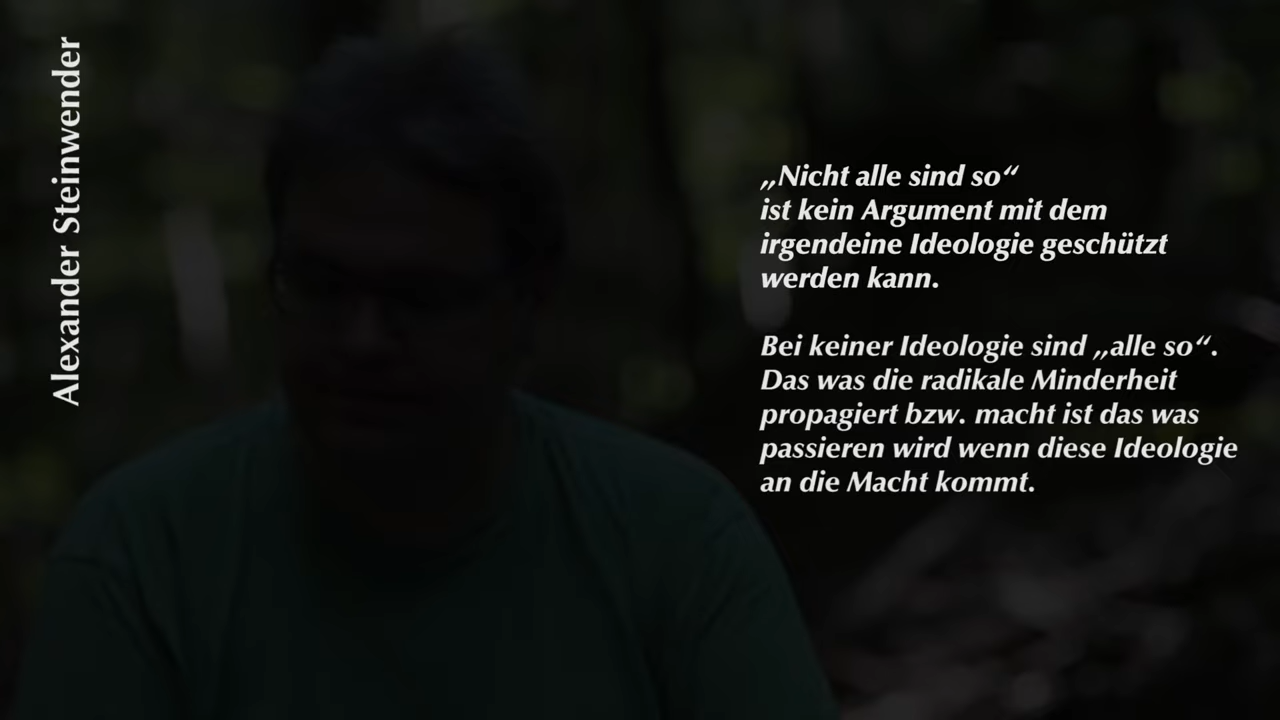 Alexander Steinwender
„Nicht alle sind so“
ist kein Argument mit dem
irgendeine Ideologie geschützt
werden kann.
Bei keiner Ideologie sind „alle so“.
Das was die radikale Minderheit
propagiert bzw. macht ist das was
passieren wird wenn diese Ideologie
an die Macht kommt.